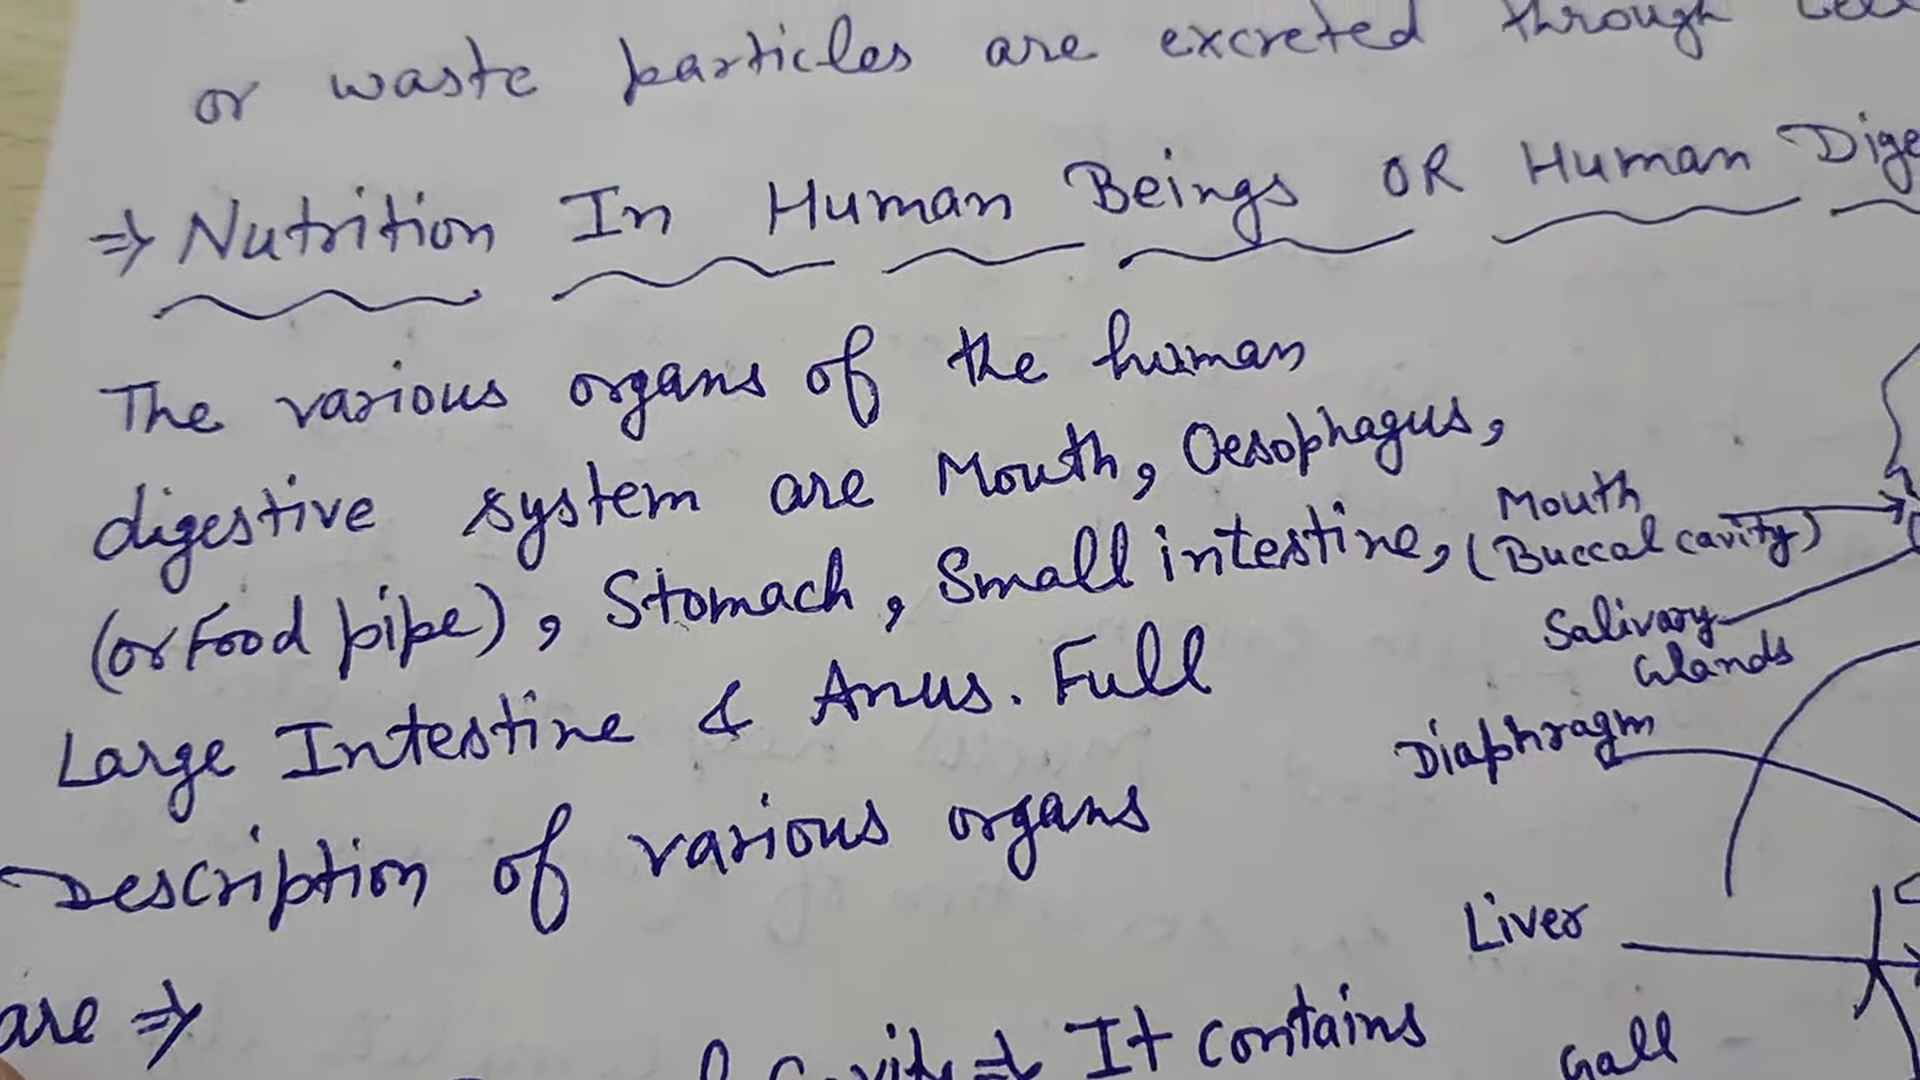 or waste particles are excreted through
⇒ Nutrition In Human Beings OR Human
The various organs of the human
digestive system are Mouth, Oesophagus,
(or Food pipe), Stomach, Small intestine,
Large Intestine & Anus. Full
Description of various organs
are ⇒
Cavity ⇒ It contains
Mouth
(Buccal cavity)
Salivary
Glands
Diaphragm
Liver
Gall